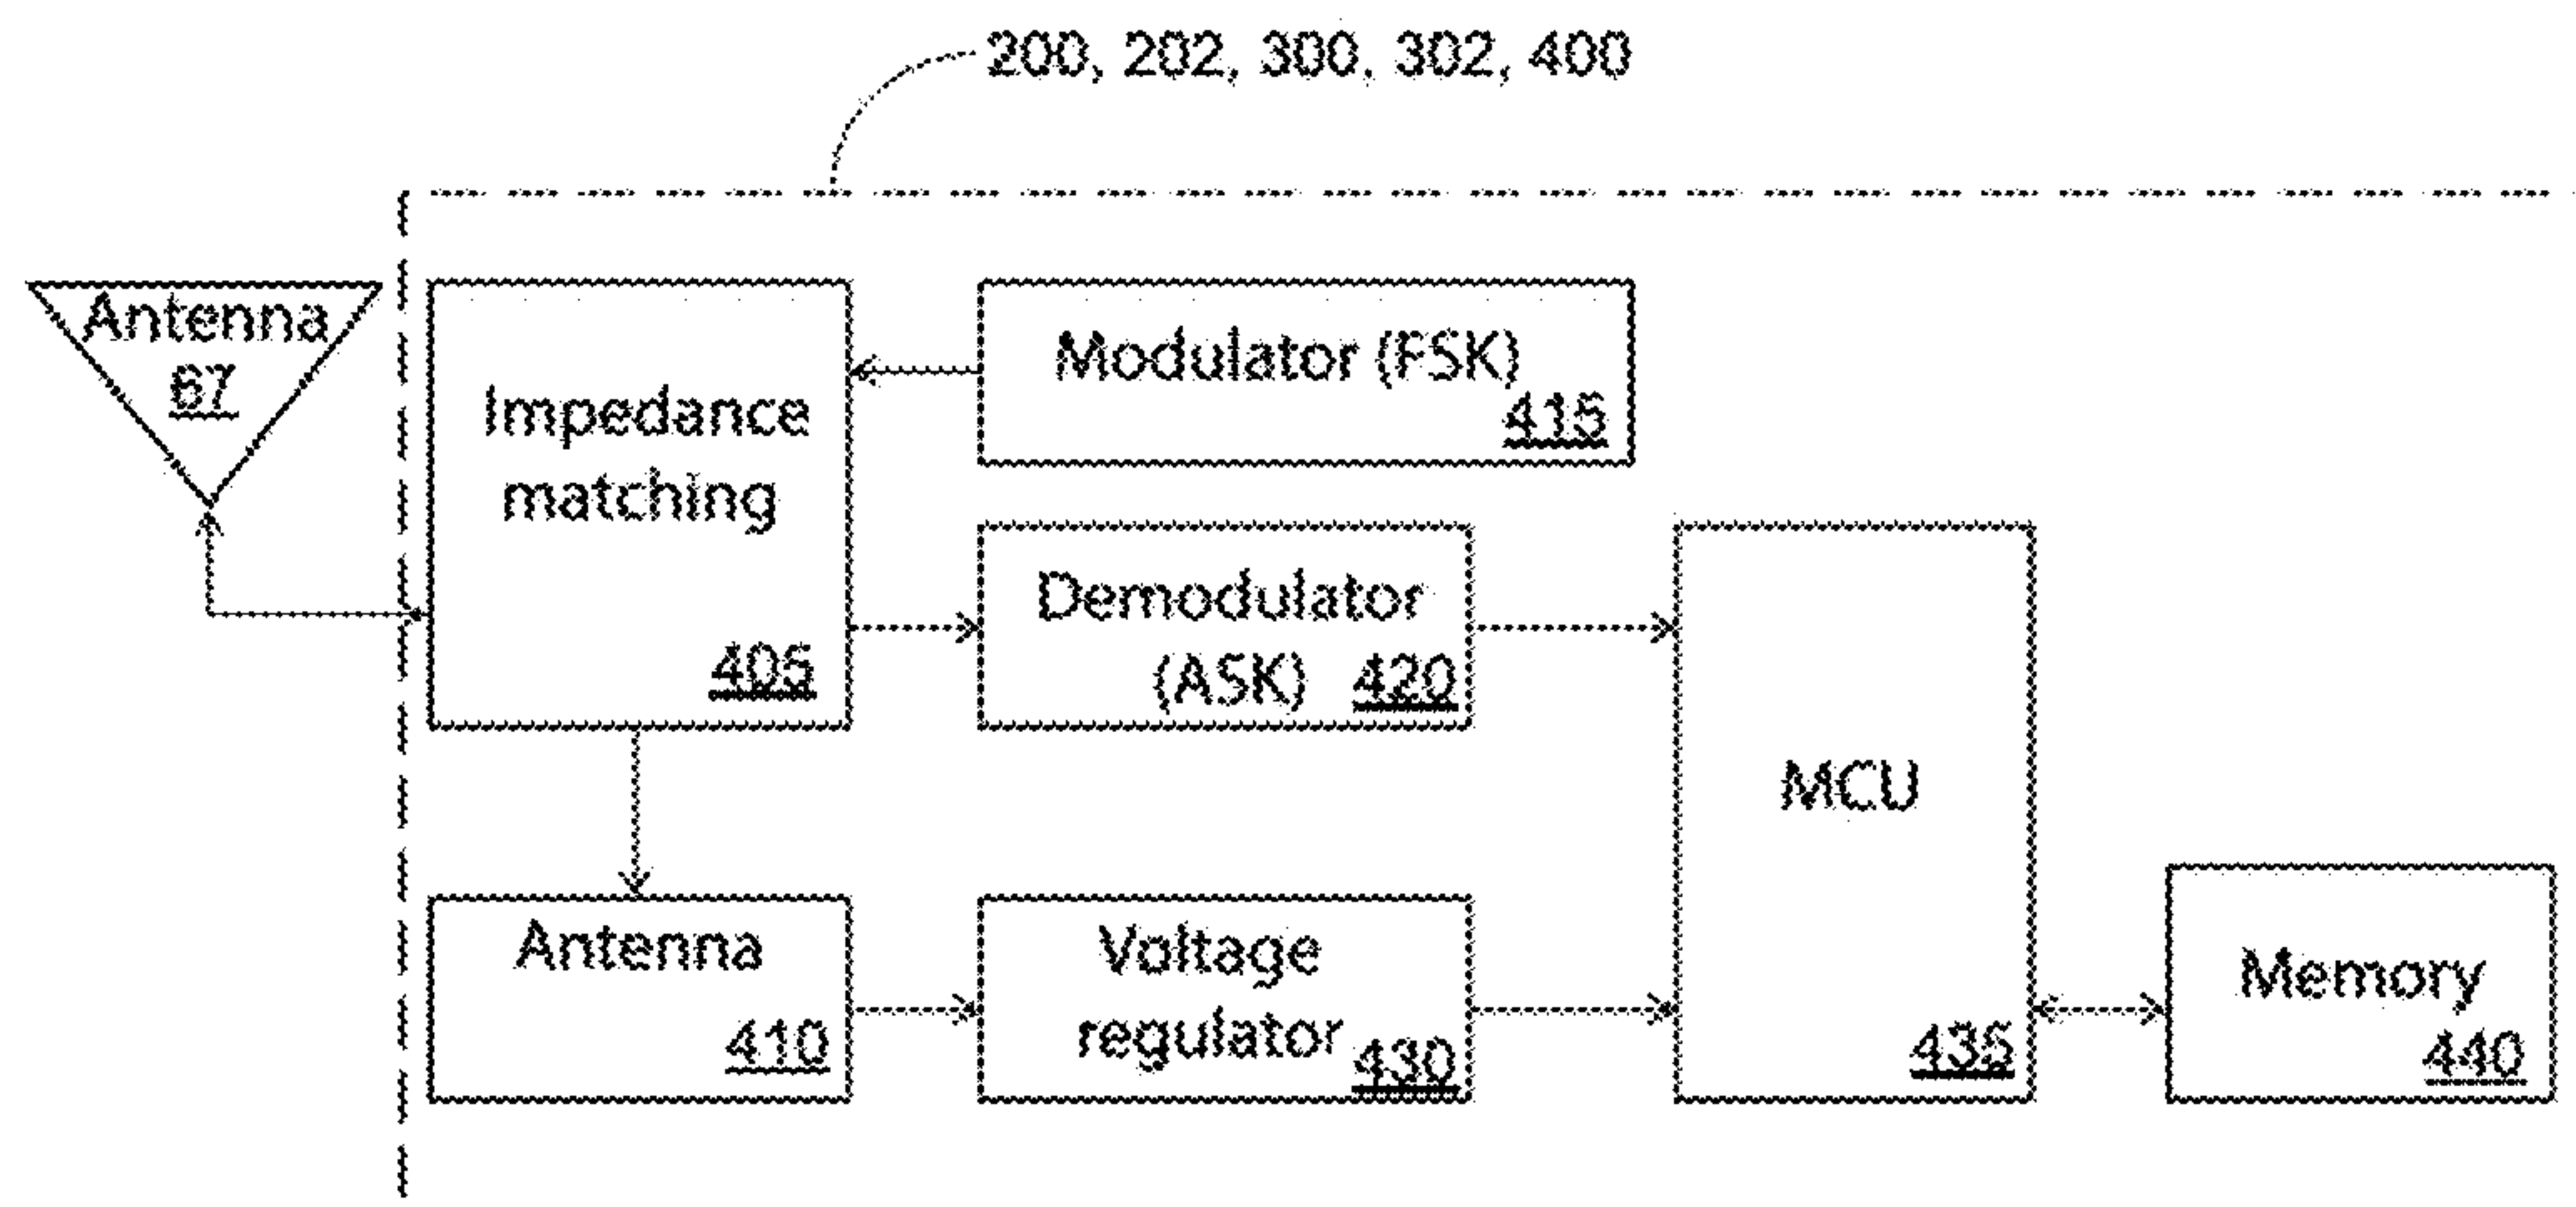 200, 202, 300, 302, 400
Antenna
67
Impedance
matching
405
Modulator (FSK)
415
Demodulator
(ASK) 420
MCU
435
Antenna
410
Voltage
regulator
430
Memory
440